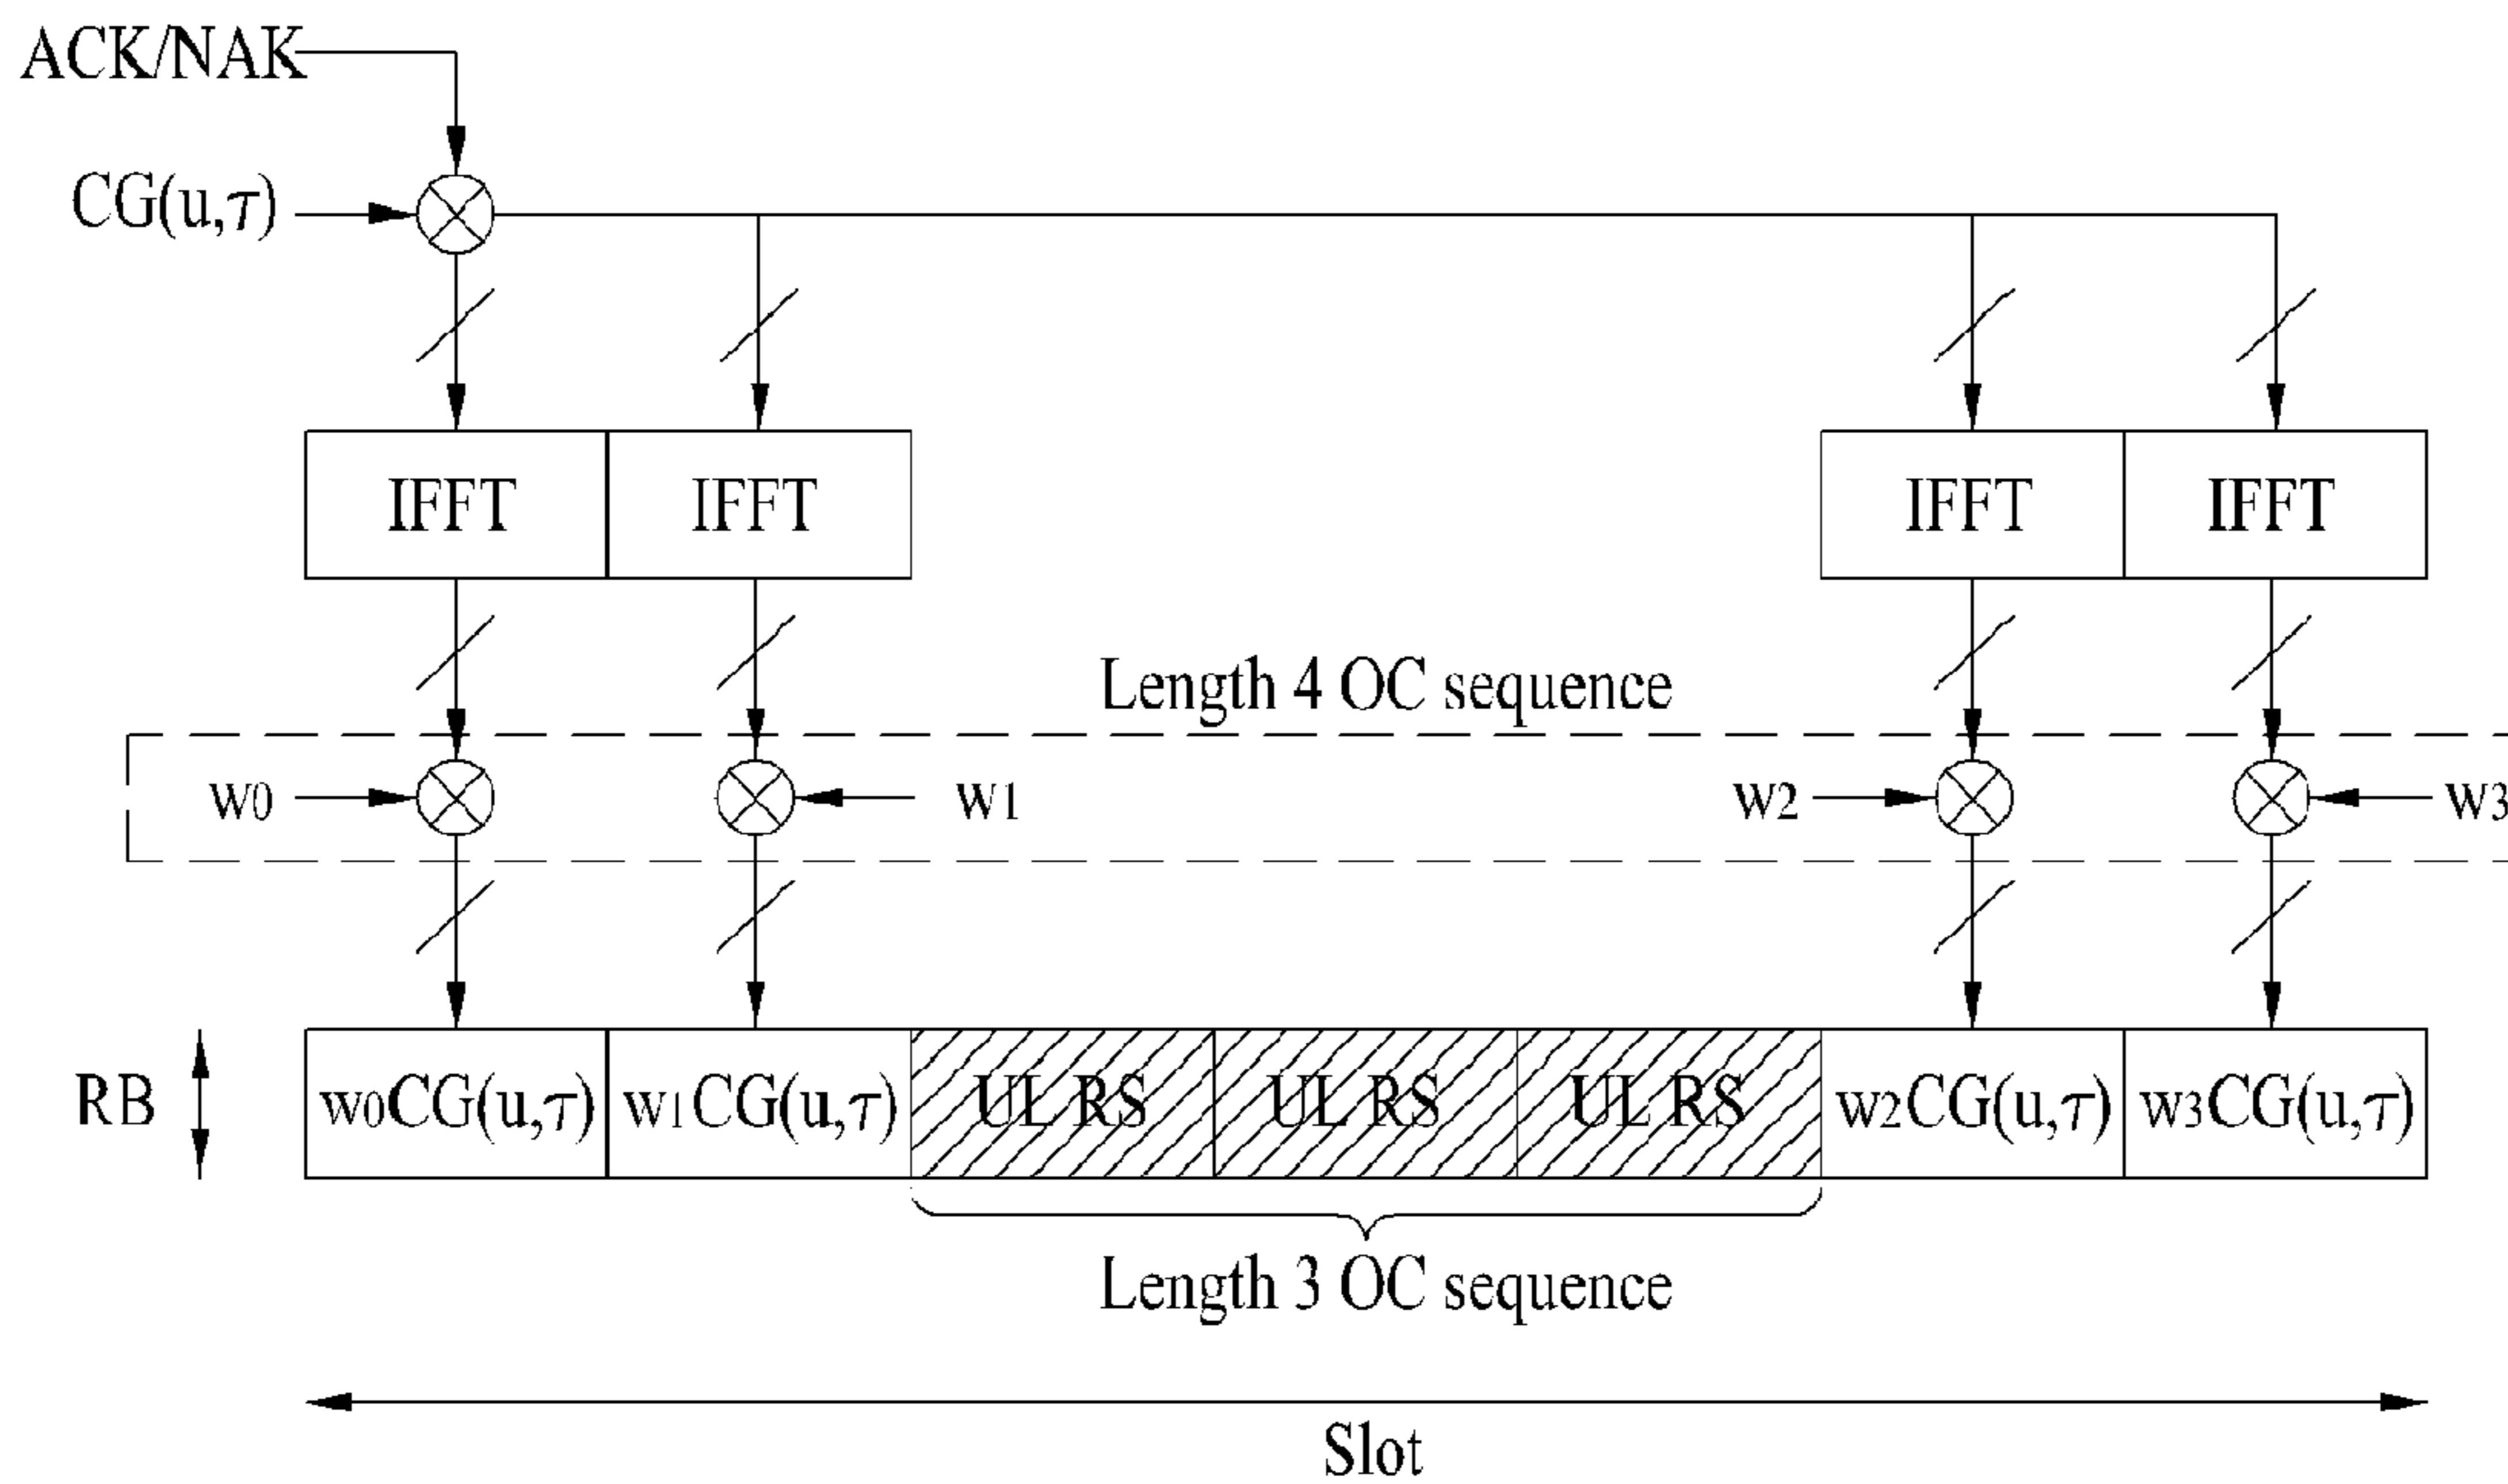 ACK/NAK
CG(u,τ)
IFFT IFFT IFFT IFFT
Length 4 OC sequence
w0 w1 w2 w3
RB w0CG(u,τ) w1CG(u,τ) UL RS UL RS UL RS w2CG(u,τ) w3CG(u,τ)
Length 3 OC sequence
Slot